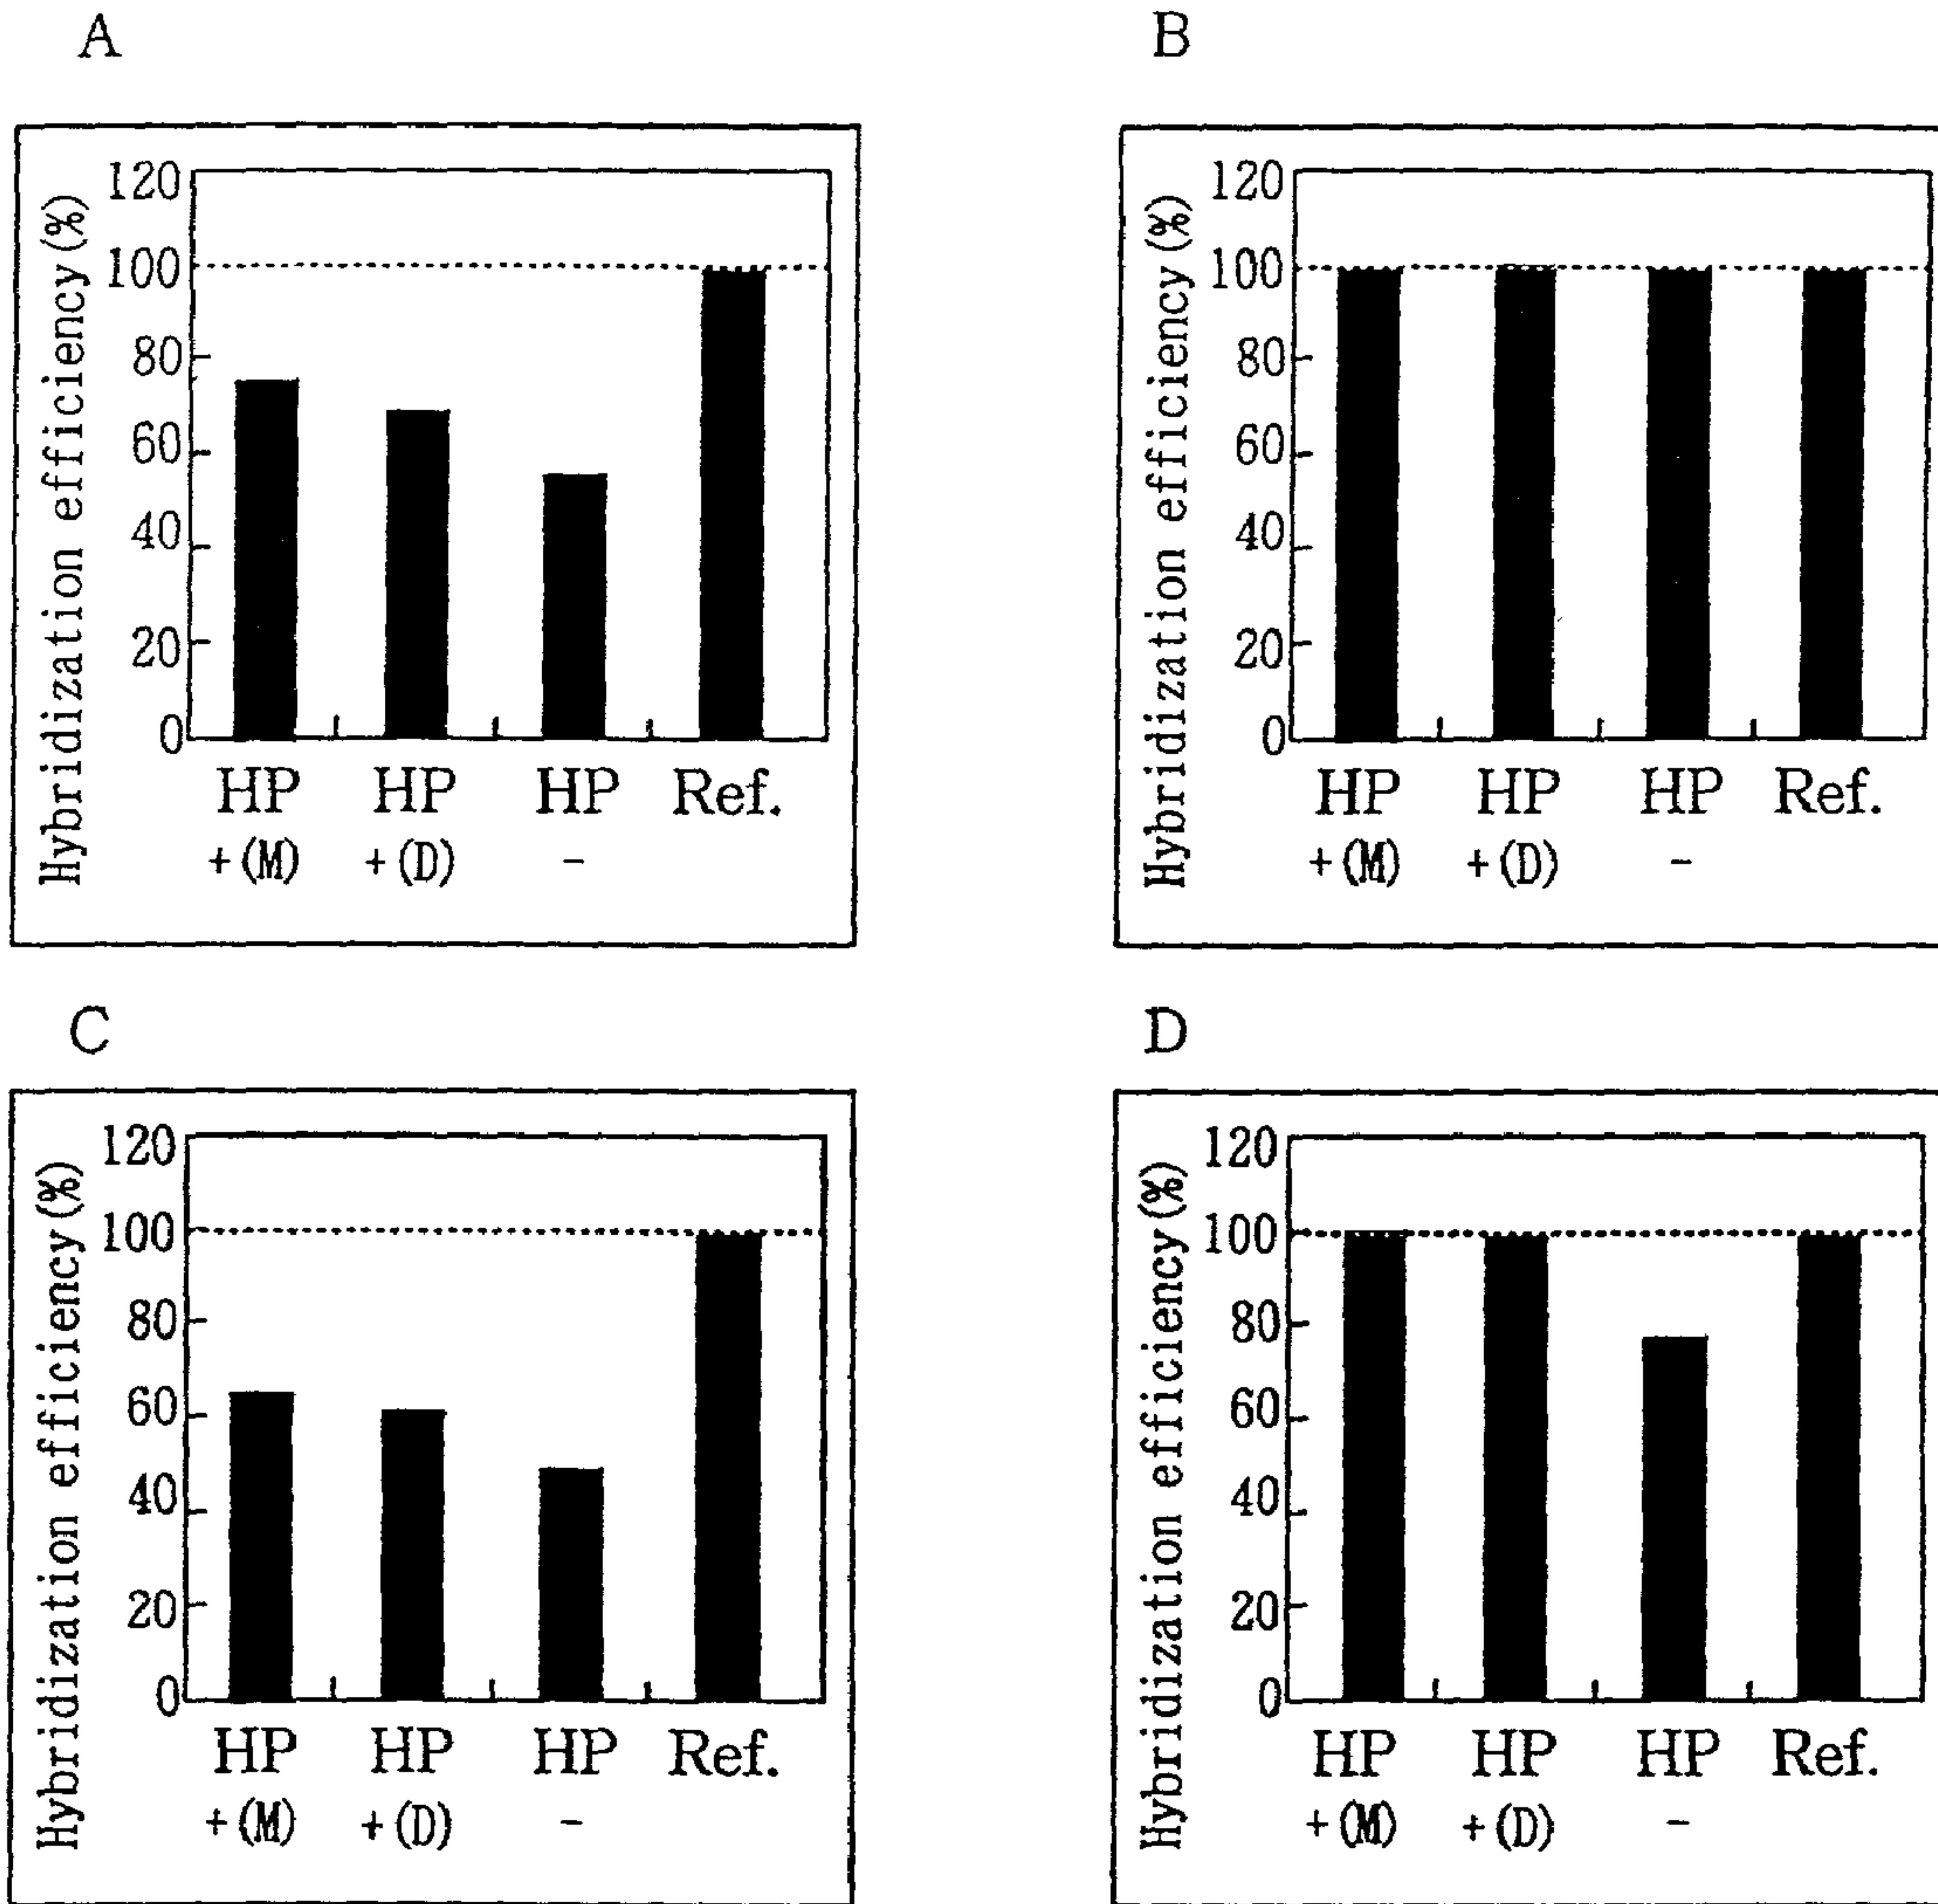 A
Hybridization efficiency(%)
120
100
80
60
40
20
0
HP HP HP Ref.
+(M) +(D) -
B
Hybridization efficiency(%)
120
100
80
60
40
20
0
HP HP HP Ref.
+(M) +(D) -
C
Hybridization efficiency(%)
120
100
80
60
40
20
0
HP HP HP Ref.
+(M) +(D) -
D
Hybridization efficiency(%)
120
100
80
60
40
20
0
HP HP HP Ref.
+(M) +(D) -